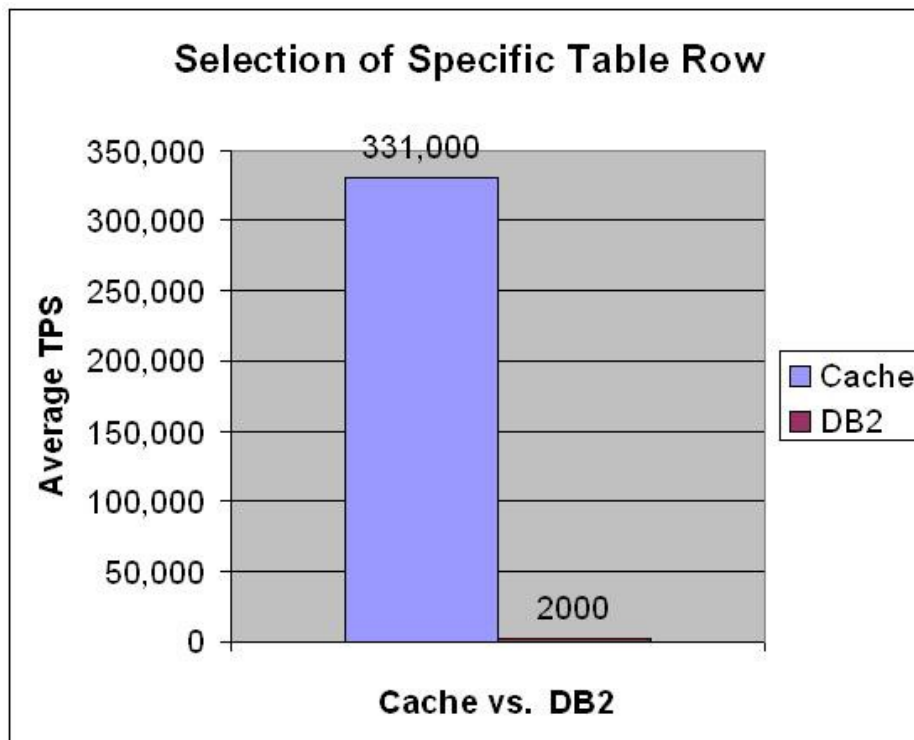 Selection of Specific Table Row
350,000
300,000
250,000
200,000
150,000
100,000
50,000
0
Average TPS
331,000
2000
Cache vs. DB2
Cache
DB2